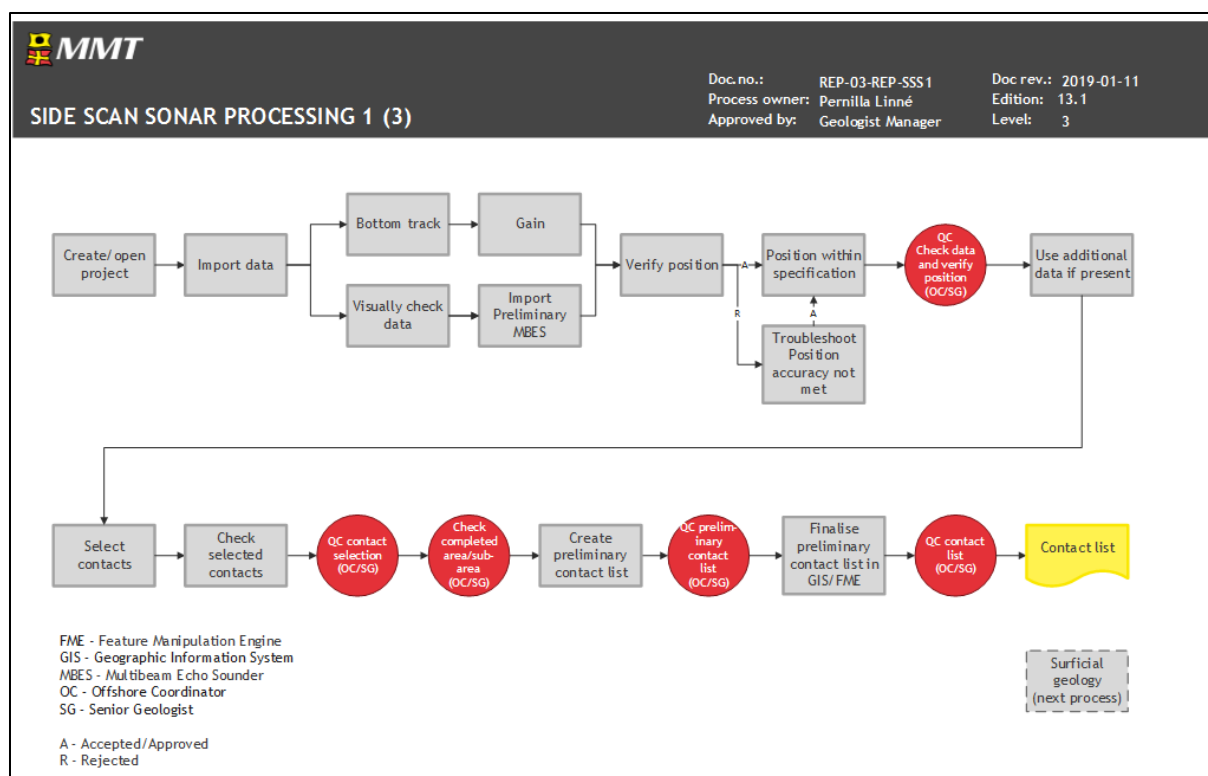 MMT
SIDE SCAN SONAR PROCESSING 1 (3)
Doc.no.: REP-03-REP-SSS1
Process owner: Pernilla Linné
Approved by: Geologist Manager
Doc rev.: 2019-01-11
Edition: 13.1
Level: 3
Create/open
project
Import data
Bottom track
Gain
Visually check
data
Import
Preliminary
MBES
Verify position
A
R
Position within
specification
A
Troubleshoot
Position
accuracy not
met
QC
Check data
and verify
position
(OC/SG)
Use additional
data if present
Select
contacts
Check
selected
contacts
QC contact
selection
(OC/SG)
Check
completed
area/sub-
area
(OC/SG)
Create
preliminary
contact list
QC prelim-
inary
contact
list
(OC/SG)
Finalise
preliminary
contact list in
GIS/FME
QC contact
list
(OC/SG)
Contact list
FME - Feature Manipulation Engine
GIS - Geographic Information System
MBES - Multibeam Echo Sounder
OC - Offshore Coordinator
SG - Senior Geologist
A - Accepted/Approved
R - Rejected
Surficial
geology
(next process)